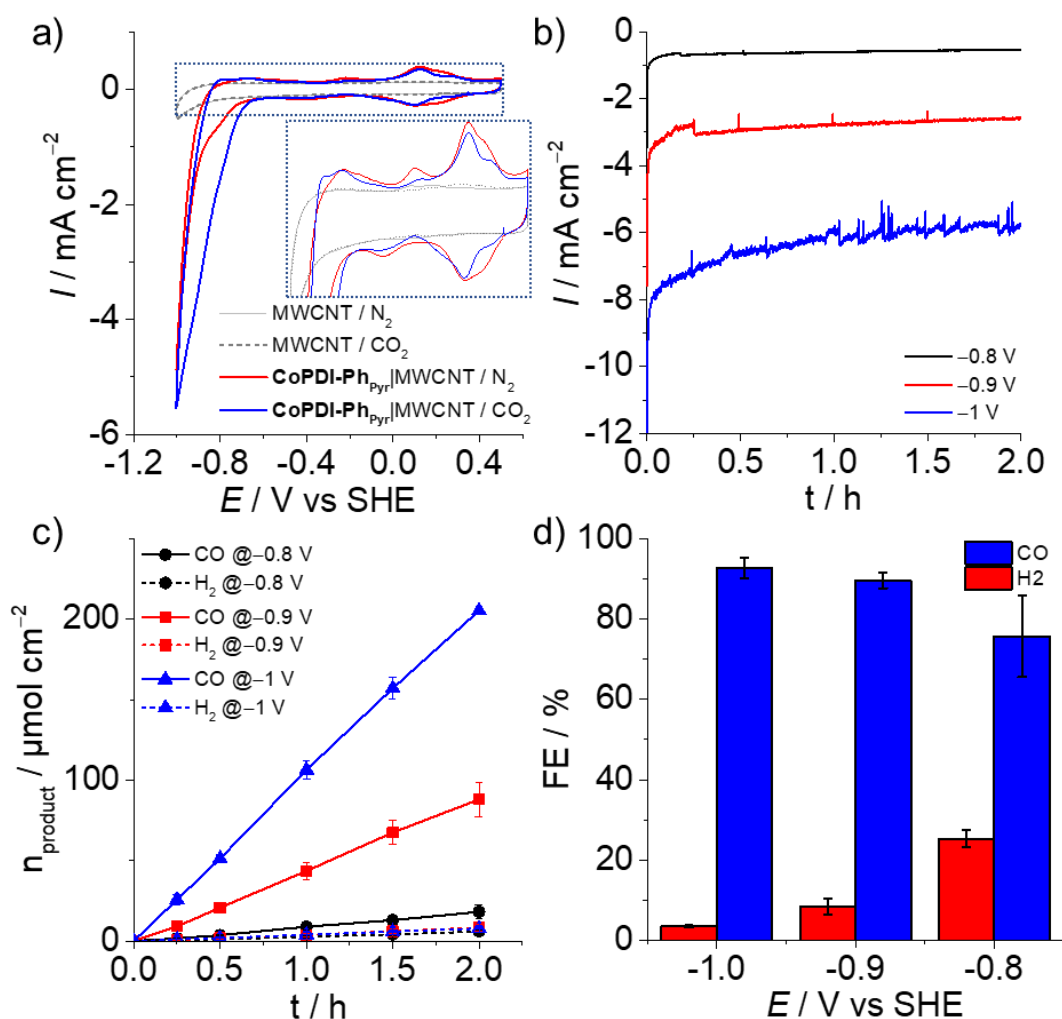 a)
I / mA cm⁻²
0
-2
-4
-6
-1.2 -0.8 -0.4 0.0 0.4
E / V vs SHE
MWCNT / N₂
MWCNT / CO₂
CoPDI-Ph_Pyr|MWCNT / N₂
CoPDI-Ph_Pyr|MWCNT / CO₂
b)
I / mA cm⁻²
0
-2
-4
-6
-8
-10
-12
0.0 0.5 1.0 1.5 2.0
t / h
−0.8 V
−0.9 V
−1 V
c)
n_product / μmol cm⁻²
200
100
0
0.0 0.5 1.0 1.5 2.0
t / h
CO @−0.8 V
H₂ @−0.8 V
CO @−0.9 V
H₂ @−0.9 V
CO @−1 V
H₂ @−1 V
d)
FE / %
100
80
60
40
20
0
-1.0 -0.9 -0.8
E / V vs SHE
CO
H2